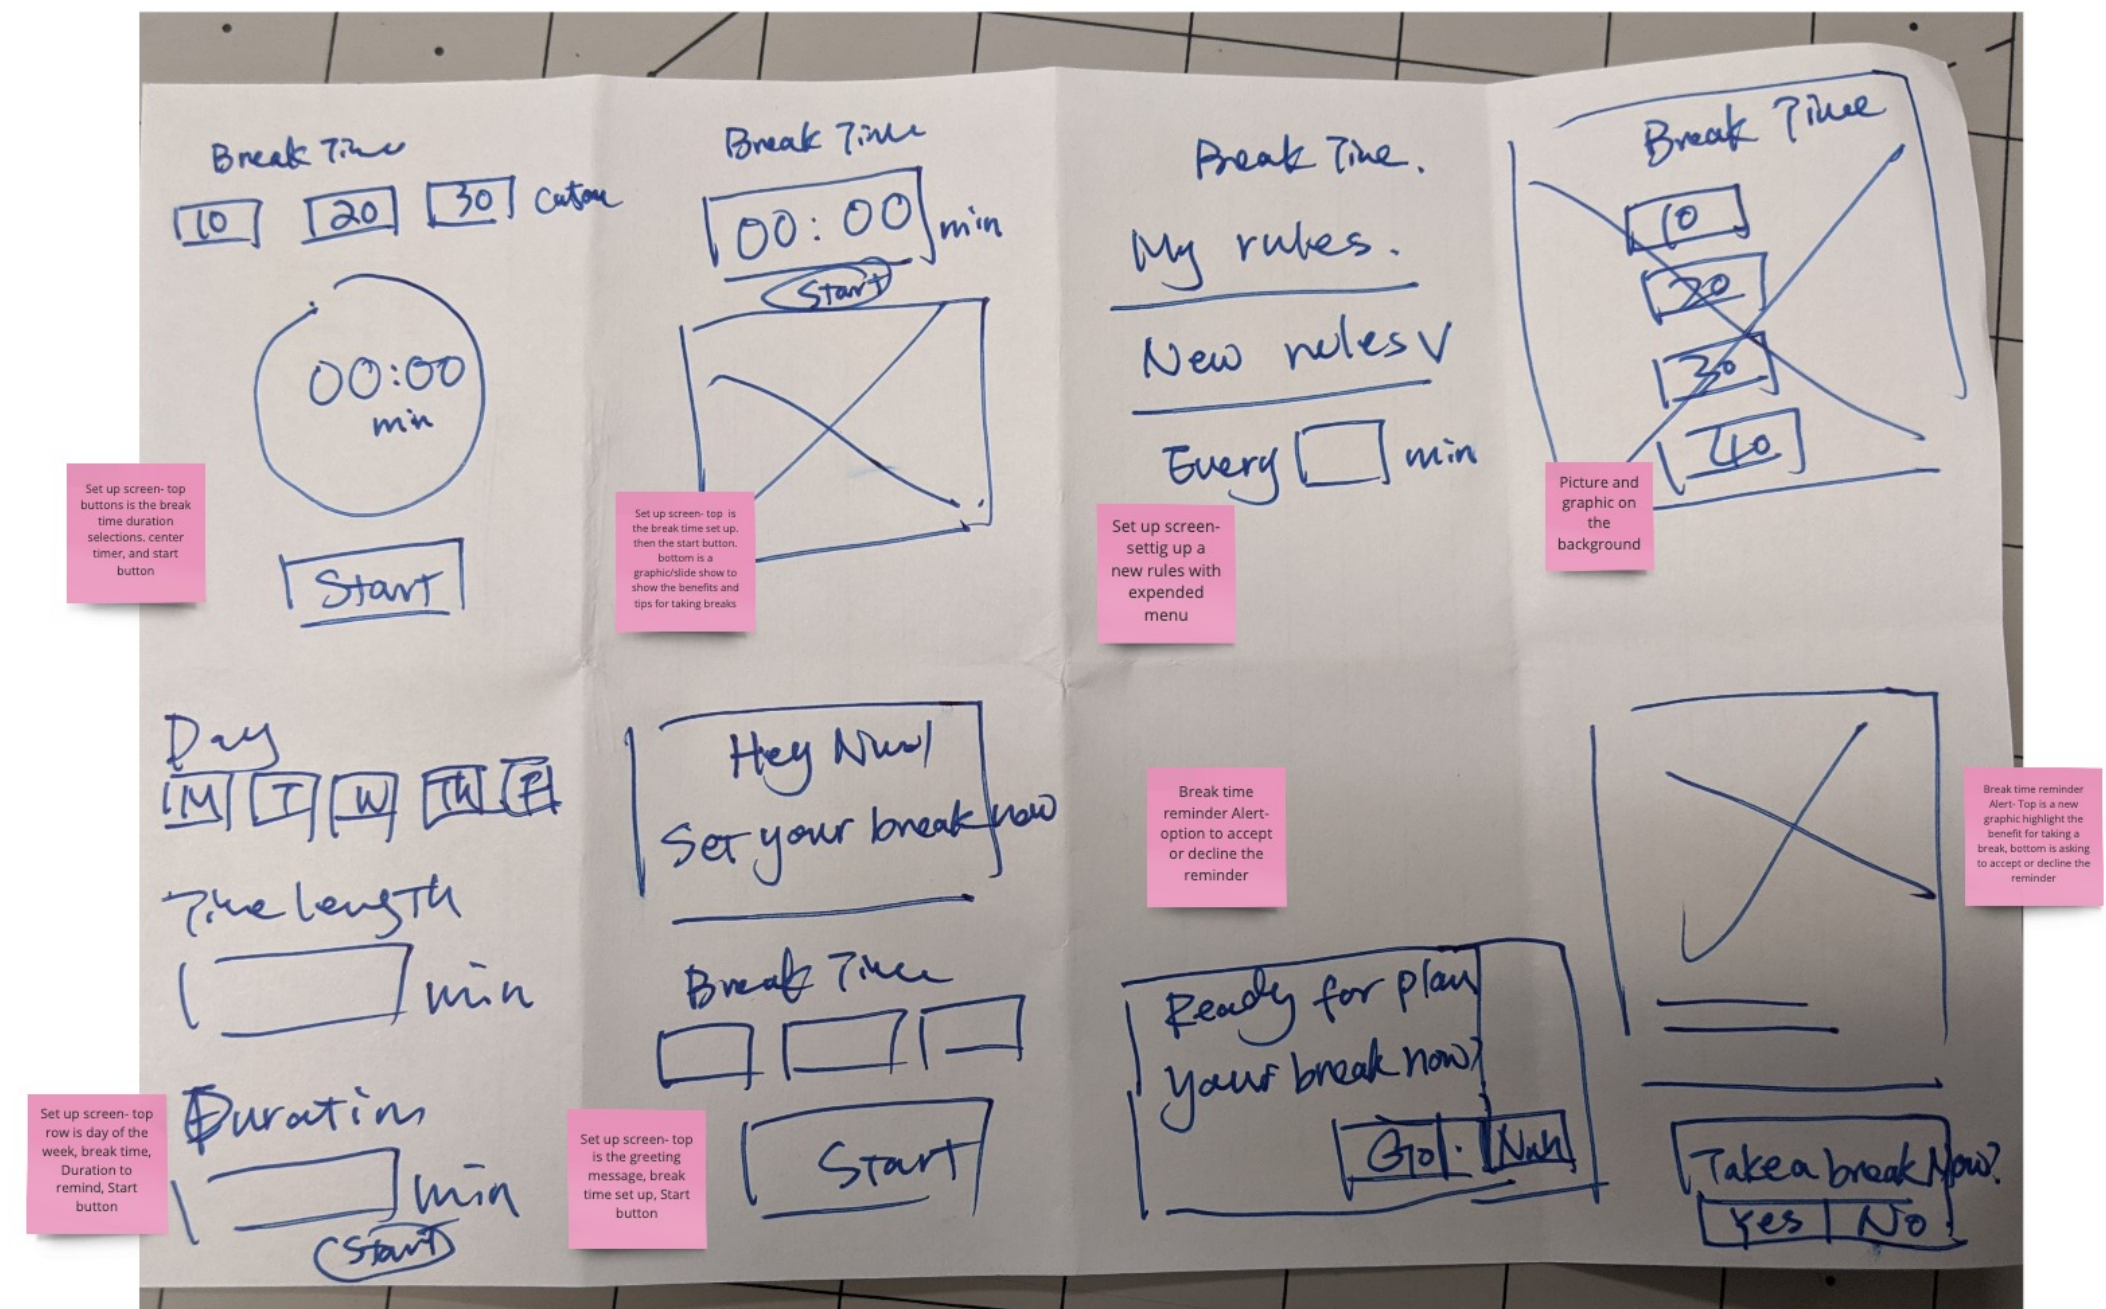 Break Time
10 20 30
00:00
min
Start
Set up screen- top
buttons is the break
time duration
selections. center
timer, and start
button
Break Time
00:00 min
Start
Set up screen- top is
the break time set up.
then the start button.
bottom is a
graphic/slide show to
show the benefits and
tips for taking breaks
Break Time.
My rules.
New rules V
Every min
Set up screen-
settig up a
new rules with
expended
menu
Break Time
10
20
30
40
Picture and
graphic on
the
background
Day
M T W Th F
Time length
min
Duration
min
Start
Set up screen- top
row is day of the
week, break time,
Duration to
remind, Start
button
Hey
Set your break now
Break Time
Start
Set up screen- top
is the greeting
message, break
time set up, Start
button
Break time
reminder Alert-
option to accept
or decline the
reminder
Ready for plan
your break now?
Go! Nah
Break time reminder
Alert- Top is a new
graphic highlight the
benefit for taking a
break, bottom is asking
to accept or decline the
reminder
Take a break Now?
Yes No